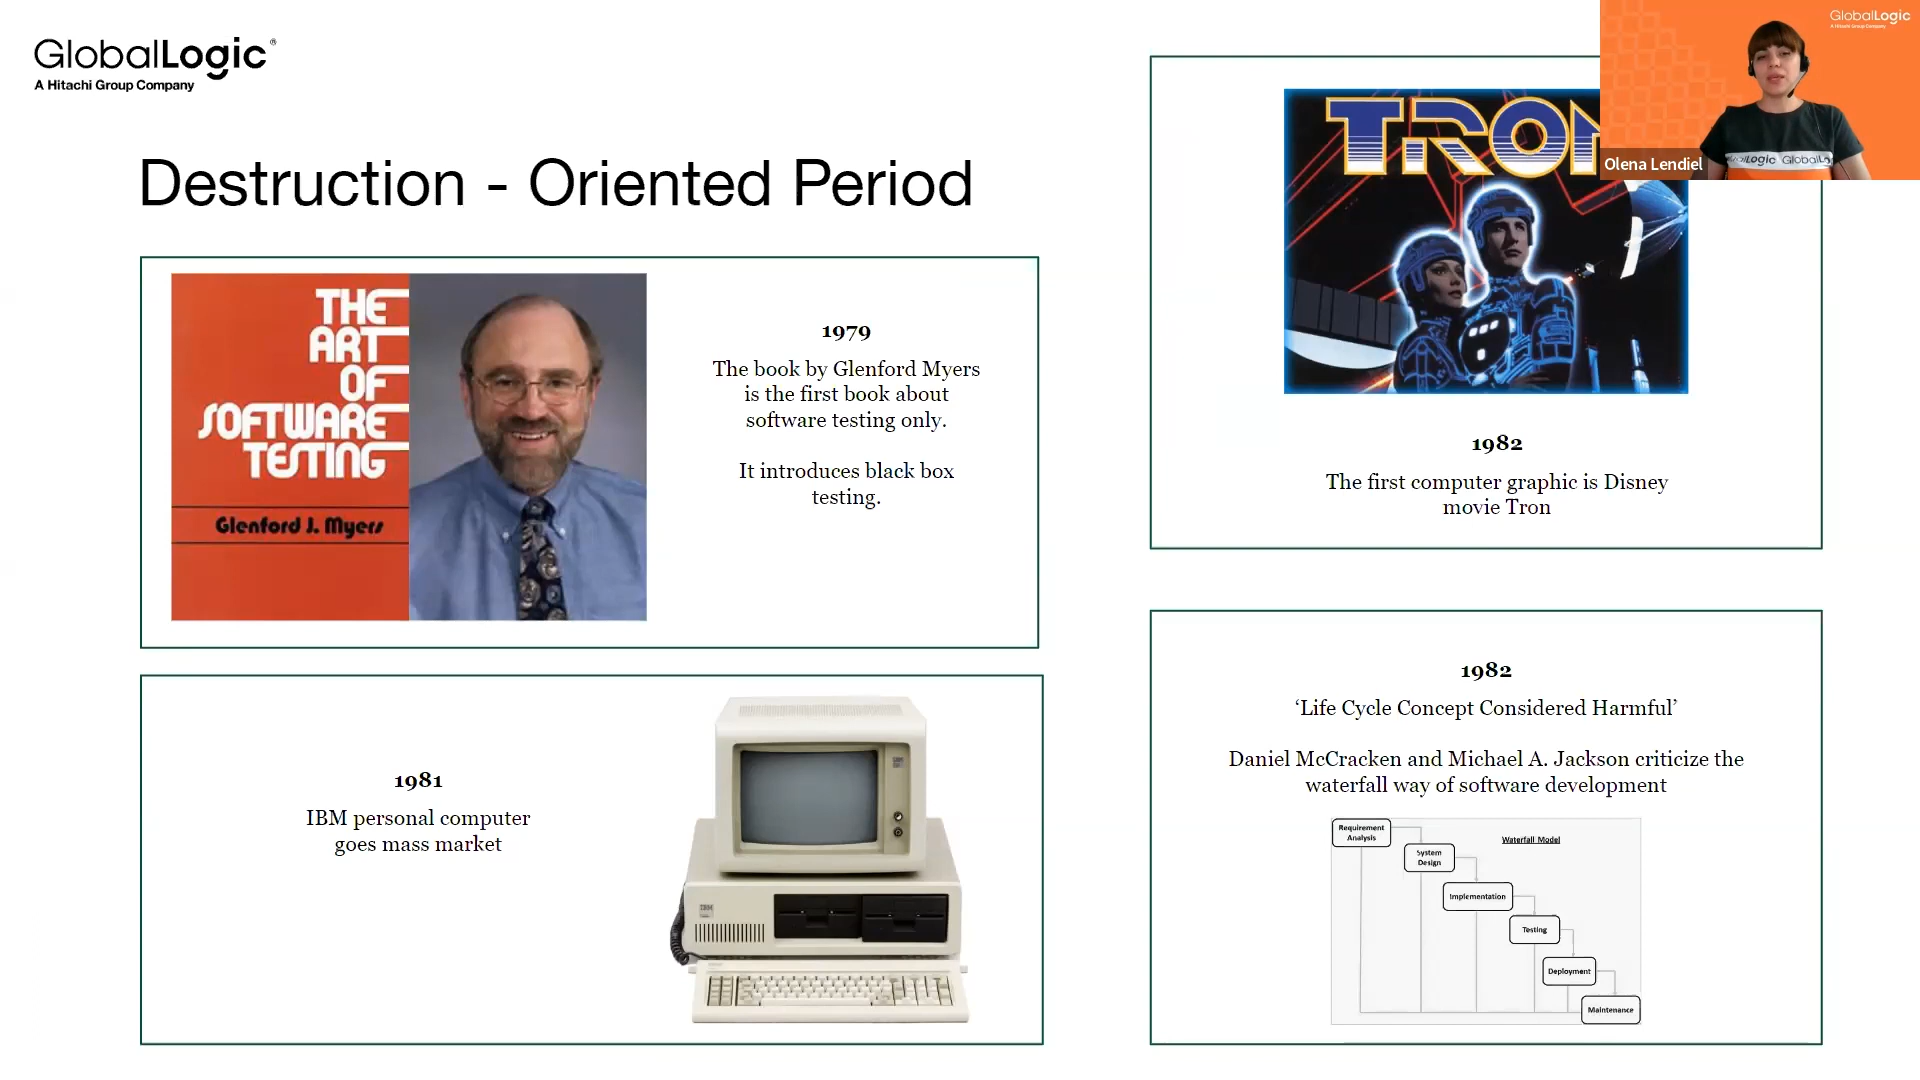 GlobalLogic®
A Hitachi Group Company
Destruction - Oriented Period
THE
ART
OF
SOFTWARE
TESTING
Glenford J. Myers
1979
The book by Glenford Myers
is the first book about
software testing only.
It introduces black box
testing.
1981
IBM personal computer
goes mass market
IBM
TRON
1982
The first computer graphic is Disney
movie Tron
1982
‘Life Cycle Concept Considered Harmful’
Daniel McCracken and Michael A. Jackson criticize the
waterfall way of software development
Waterfall Model
Requirement
Analysis
System
Design
Implementation
Testing
Deployment
Maintenance
GlobalLogic
A Hitachi Group Company
Logic GlobalLo
Olena Lendiel